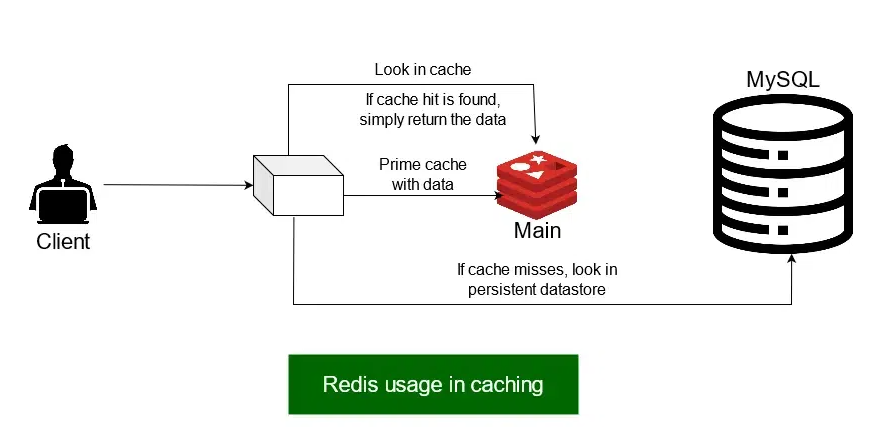 Look in cache
If cache hit is found,
simply return the data
MySQL
Prime cache
with data
Client
Main
If cache misses, look in
persistent datastore
Redis usage in caching